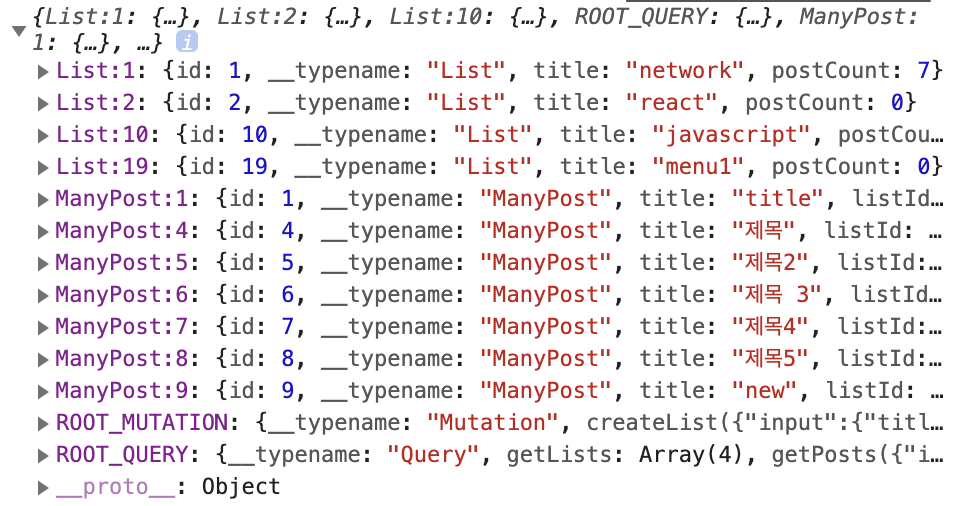 {List:1: {…}, List:2: {…}, List:10: {…}, ROOT_QUERY: {…}, ManyPost:
1: {…}, …} i
List:1: {id: 1, __typename: "List", title: "network", postCount: 7}
List:2: {id: 2, __typename: "List", title: "react", postCount: 0}
List:10: {id: 10, __typename: "List", title: "javascript", postCou…
List:19: {id: 19, __typename: "List", title: "menu1", postCount: 0}
ManyPost:1: {id: 1, __typename: "ManyPost", title: "title", listId…
ManyPost:4: {id: 4, __typename: "ManyPost", title: "제목", listId: …
ManyPost:5: {id: 5, __typename: "ManyPost", title: "제목2", listId:…
ManyPost:6: {id: 6, __typename: "ManyPost", title: "제목 3", listId…
ManyPost:7: {id: 7, __typename: "ManyPost", title: "제목4", listId:…
ManyPost:8: {id: 8, __typename: "ManyPost", title: "제목5", listId:…
ManyPost:9: {id: 9, __typename: "ManyPost", title: "new", listId: …
ROOT_MUTATION: {__typename: "Mutation", createList({"input":{"titl…
ROOT_QUERY: {__typename: "Query", getLists: Array(4), getPosts({"i…
__proto__: Object